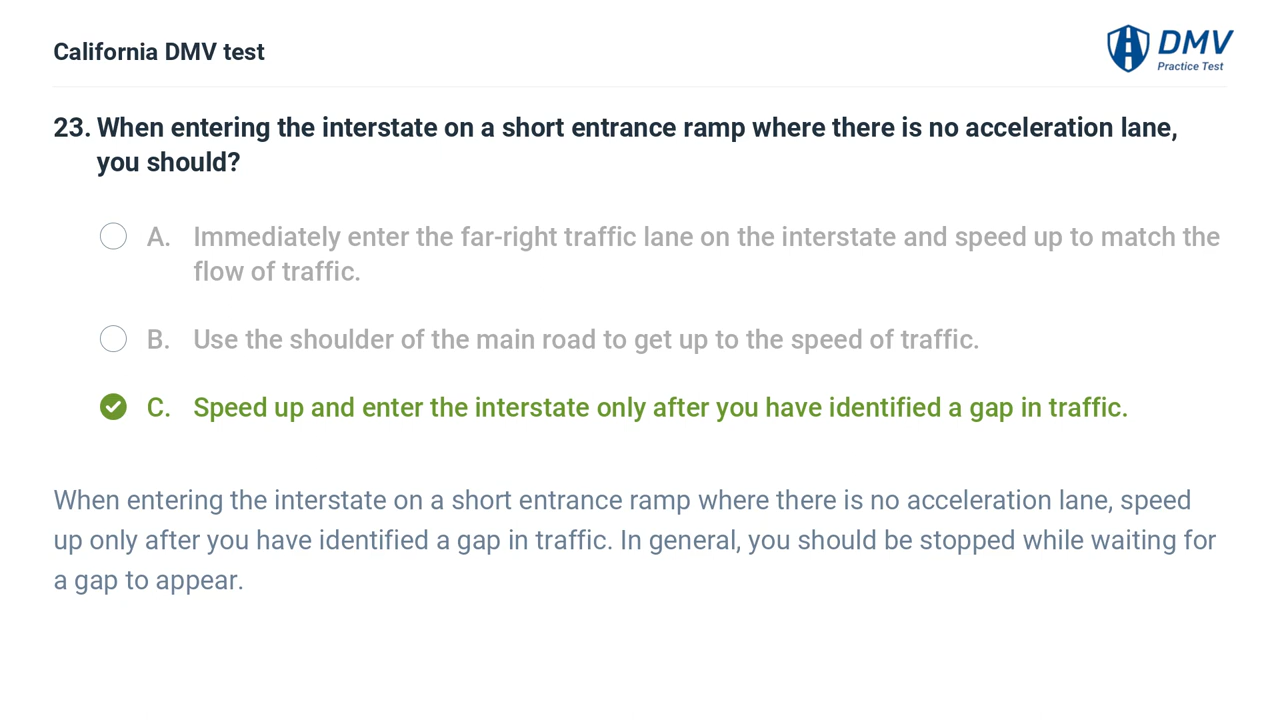 California DMV test
DMV
Practice Test
23. When entering the interstate on a short entrance ramp where there is no acceleration lane,
you should?
A. Immediately enter the far-right traffic lane on the interstate and speed up to match the
flow of traffic.
B. Use the shoulder of the main road to get up to the speed of traffic.
C. Speed up and enter the interstate only after you have identified a gap in traffic.
When entering the interstate on a short entrance ramp where there is no acceleration lane, speed
up only after you have identified a gap in traffic. In general, you should be stopped while waiting for
a gap to appear.